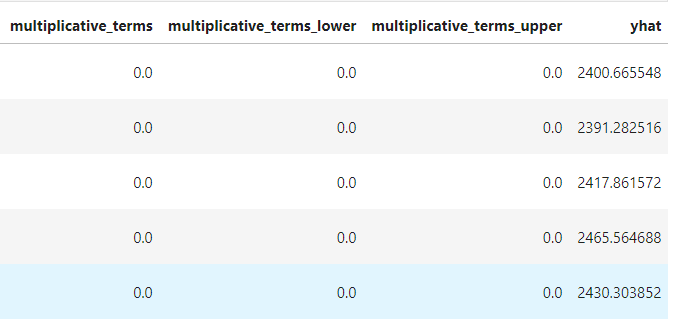 multiplicative_terms multiplicative_terms_lower multiplicative_terms_upper yhat
0.0 0.0 0.0 2400.665548
0.0 0.0 0.0 2391.282516
0.0 0.0 0.0 2417.861572
0.0 0.0 0.0 2465.564688
0.0 0.0 0.0 2430.303852